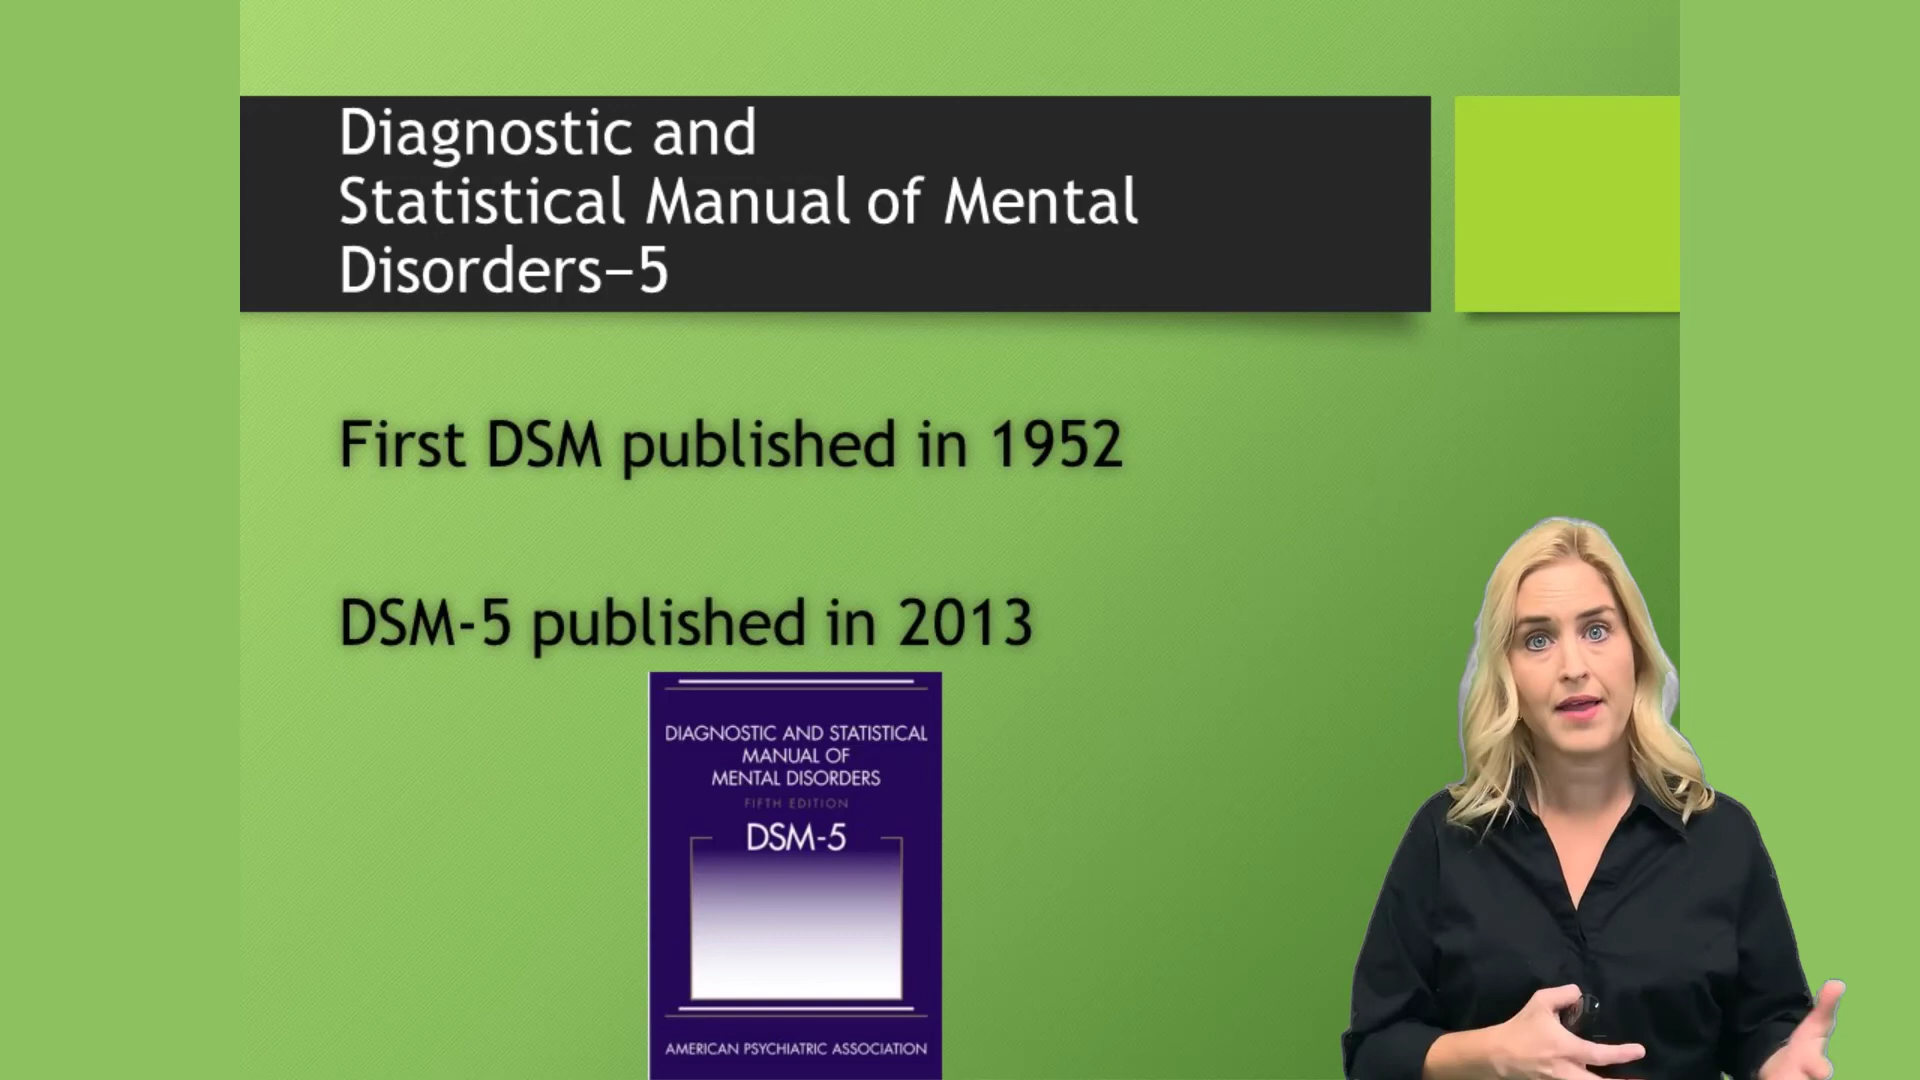 Diagnostic and
Statistical Manual of Mental
Disorders–5
First DSM published in 1952
DSM-5 published in 2013
DIAGNOSTIC AND STATISTICAL
MANUAL OF
MENTAL DISORDERS
FIFTH EDITION
DSM-5
AMERICAN PSYCHIATRIC ASSOCIATION